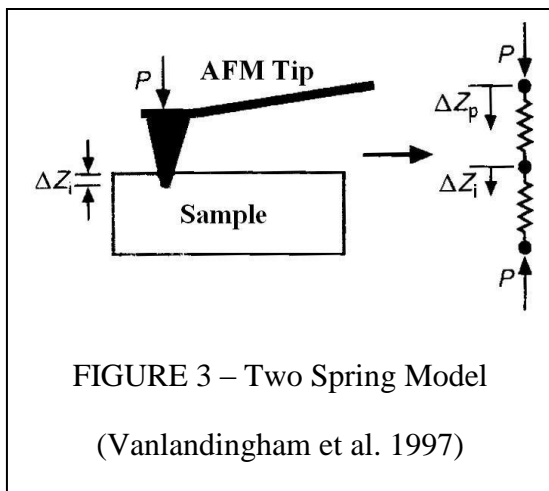 P
AFM Tip
ΔZi
Sample
P
ΔZp
ΔZi
P
FIGURE 3 – Two Spring Model
(Vanlandingham et al. 1997)